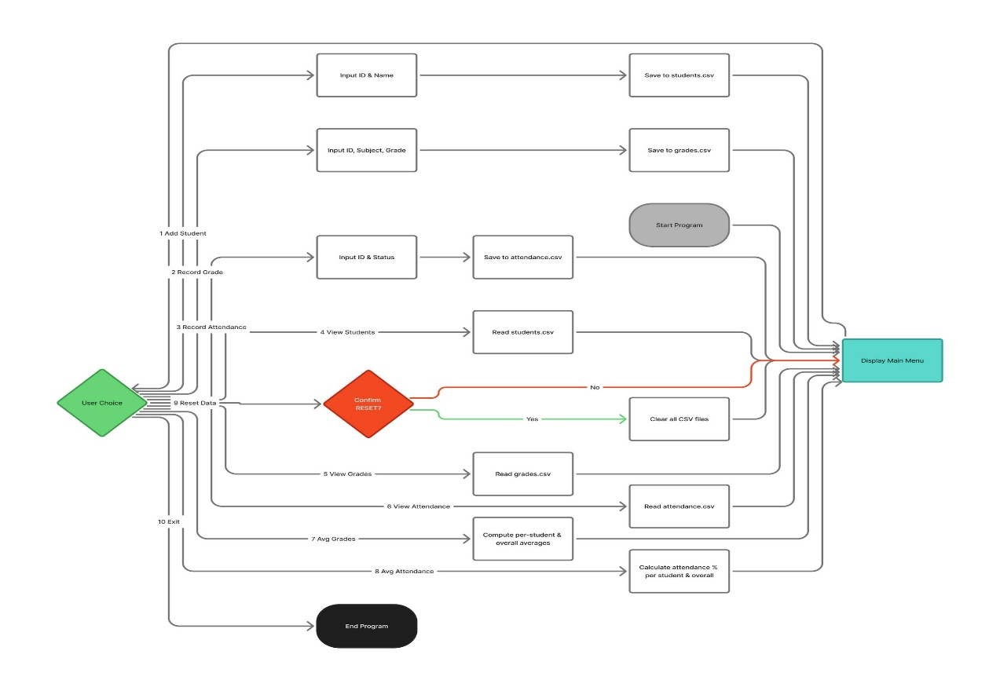 Input ID & Name
Save to students.csv
Input ID, Subject, Grade
Save to grades.csv
Start Program
1 Add Student
Input ID & Status
Save to attendance.csv
2 Record Grade
3 Record Attendance
4 View Students
Read students.csv
Display Main Menu
No
User Choice
9 Reset Data
Confirm
RESET?
Yes
Clear all CSV files
5 View Grades
Read grades.csv
6 View Attendance
Read attendance.csv
10 Exit
7 Avg Grades
Compute per-student &
overall averages
8 Avg Attendance
Calculate attendance %
per student & overall
End Program